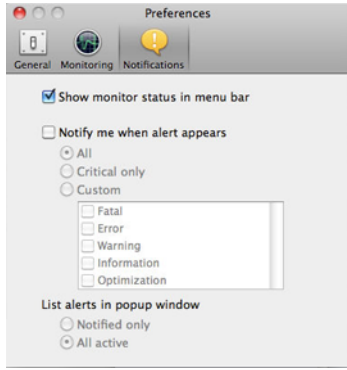 Preferences
General Monitoring Notifications
Show monitor status in menu bar
Notify me when alert appears
All
Critical only
Custom
Fatal
Error
Warning
Information
Optimization
List alerts in popup window
Notified only
All active